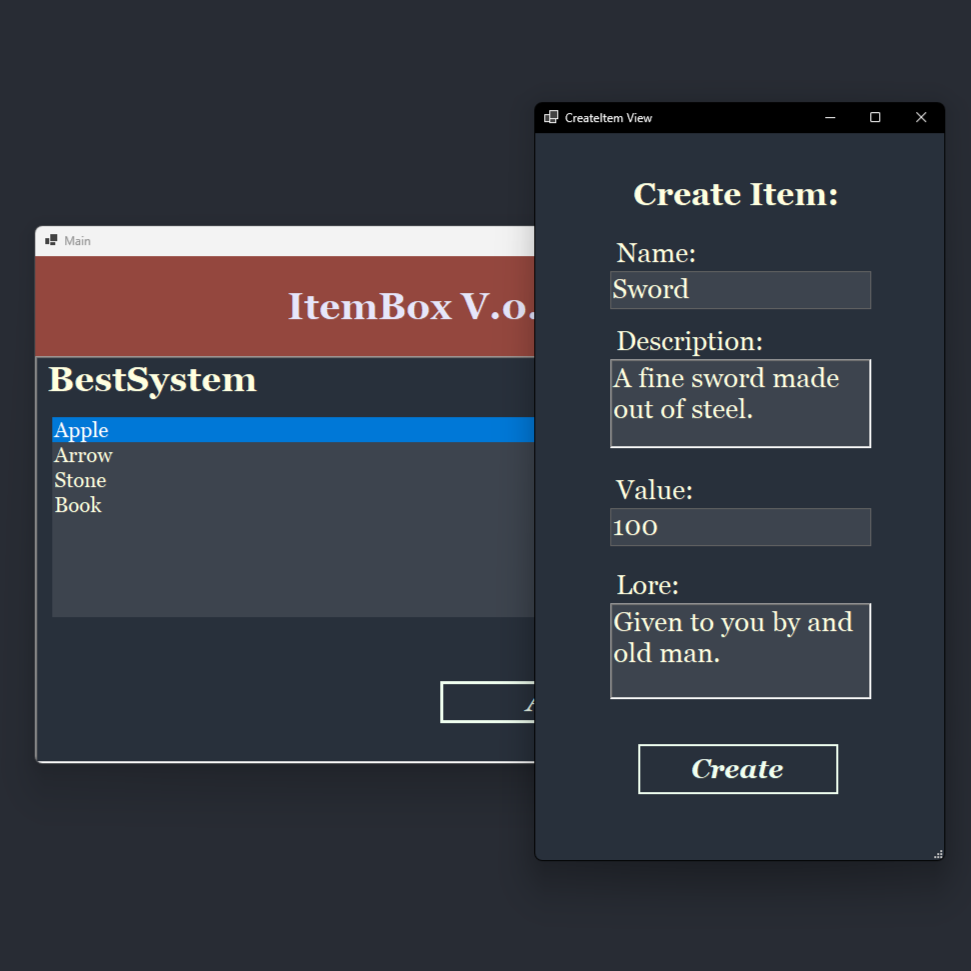 Main
ItemBox V.0.
BestSystem
Apple
Arrow
Stone
Book
CreateItem View
Create Item:
Name:
Sword
Description:
A fine sword made
out of steel.
Value:
100
Lore:
Given to you by and
old man.
Create